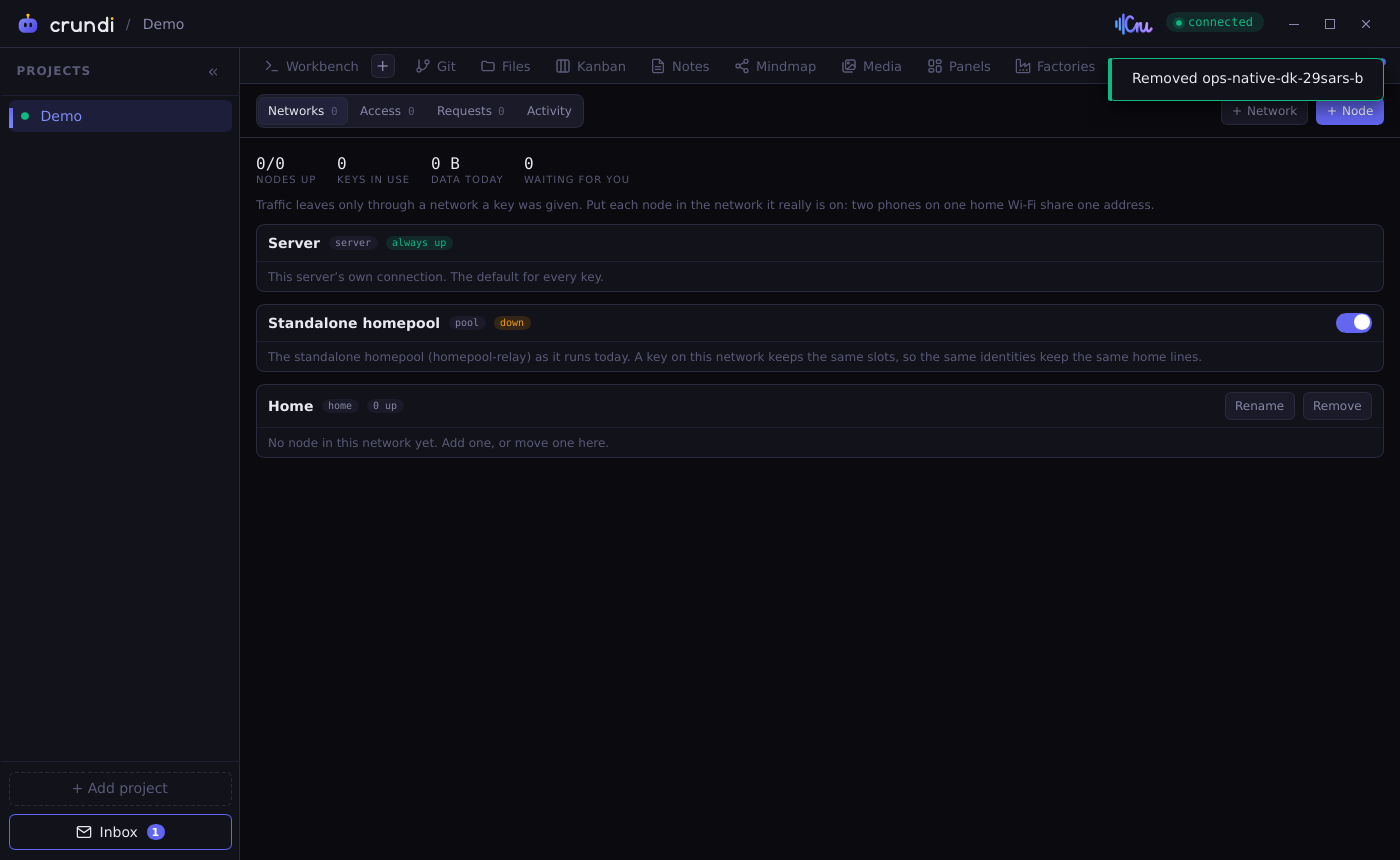 crundi / Demo
Cru
connected
PROJECTS
«
Demo
+ Add project
Inbox 1
Workbench + Git Files Kanban Notes Mindmap Media Panels Factories
Removed ops-native-dk-29sars-b
Networks 0 Access 0 Requests 0 Activity
+ Network + Node
0/0 0 0 B 0
NODES UP KEYS IN USE DATA TODAY WAITING FOR YOU
Traffic leaves only through a network a key was given. Put each node in the network it really is on: two phones on one home Wi-Fi share one address.
Server server always up
This server’s own connection. The default for every key.
Standalone homepool pool down
The standalone homepool (homepool-relay) as it runs today. A key on this network keeps the same slots, so the same identities keep the same home lines.
Home home 0 up Rename Remove
No node in this network yet. Add one, or move one here.